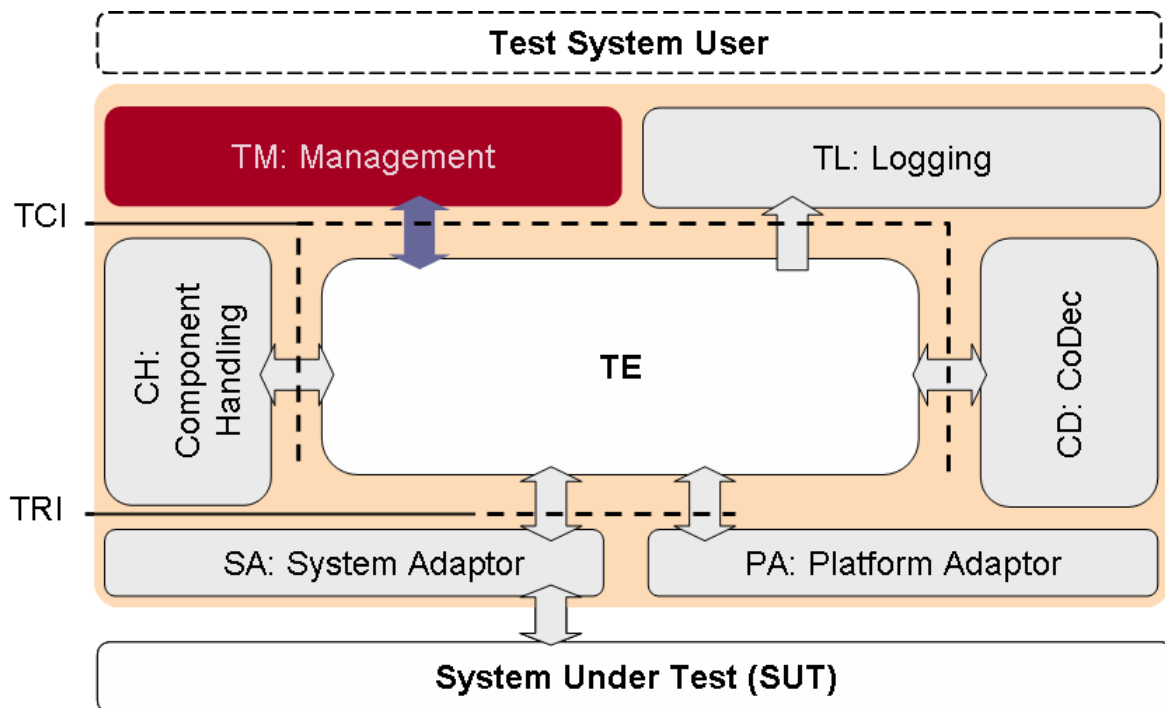 Test System User
TM: Management
TL: Logging
TCI
CH:
Component
Handling
TE
CD: CoDec
TRI
SA: System Adaptor
PA: Platform Adaptor
System Under Test (SUT)